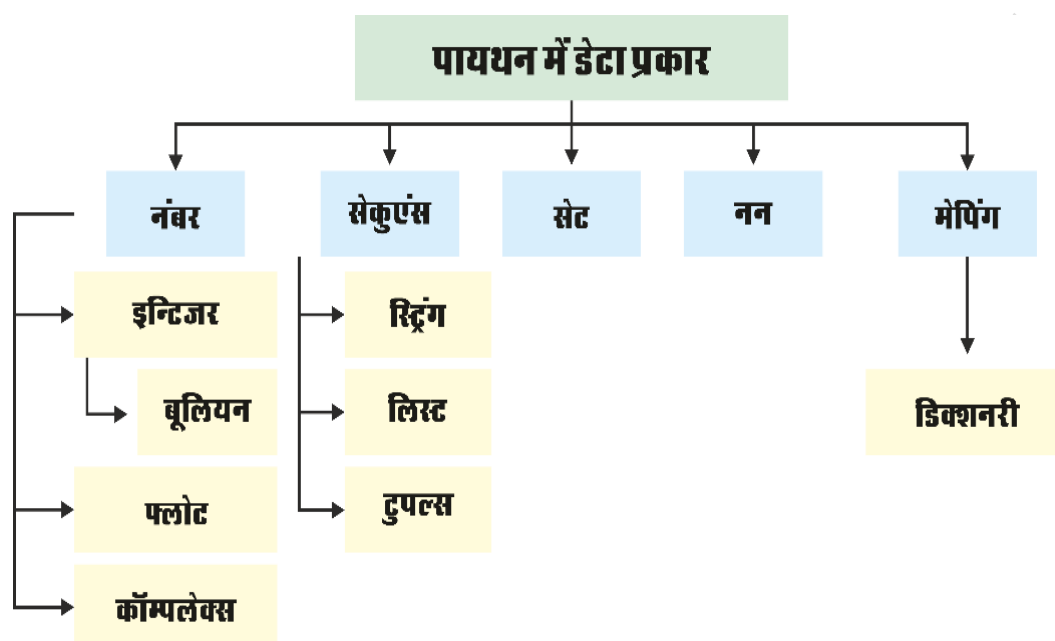 पायथन में डेटा प्रकार
नंबर
सेकुएंस
सेट
नन
मेपिंग
इन्टिजर
स्ट्रिंग
बूलियन
लिस्ट
डिक्शनरी
फ्लोट
टुपल्स
कॉम्पलेक्स